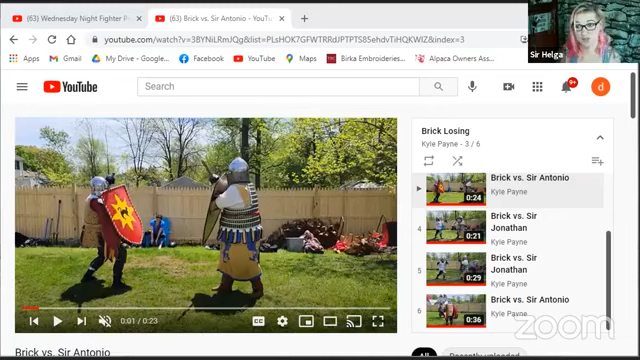 (63) Wednesday Night Fighter P
(63) Brick vs. Sir Antonio - YouT
youtube.com/watch?v=3BYNiLRmJQg&list=PLsHOK7GFWTRRdJPTPTS85ehdvTiHQKWIZ&index=3
Sir Helga
Apps
Gmail
My Drive - Google...
Facebook
YouTube
Maps
Birka Embroideries...
Alpaca Owners Ass...
YouTube
Search
9+
d
Brick Losing
Kyle Payne - 3 / 6
Brick vs. Sir Antonio
Kyle Payne
0:24
4
Brick vs. Sir
Jonathan
Kyle Payne
0:21
5
Brick vs. Sir
Jonathan
Kyle Payne
0:29
6
Brick vs. Sir Antonio
Kyle Payne
0:36
0:01 / 0:23
CC
zoom
Brick vs. Sir Antonio
All
Recently uploaded